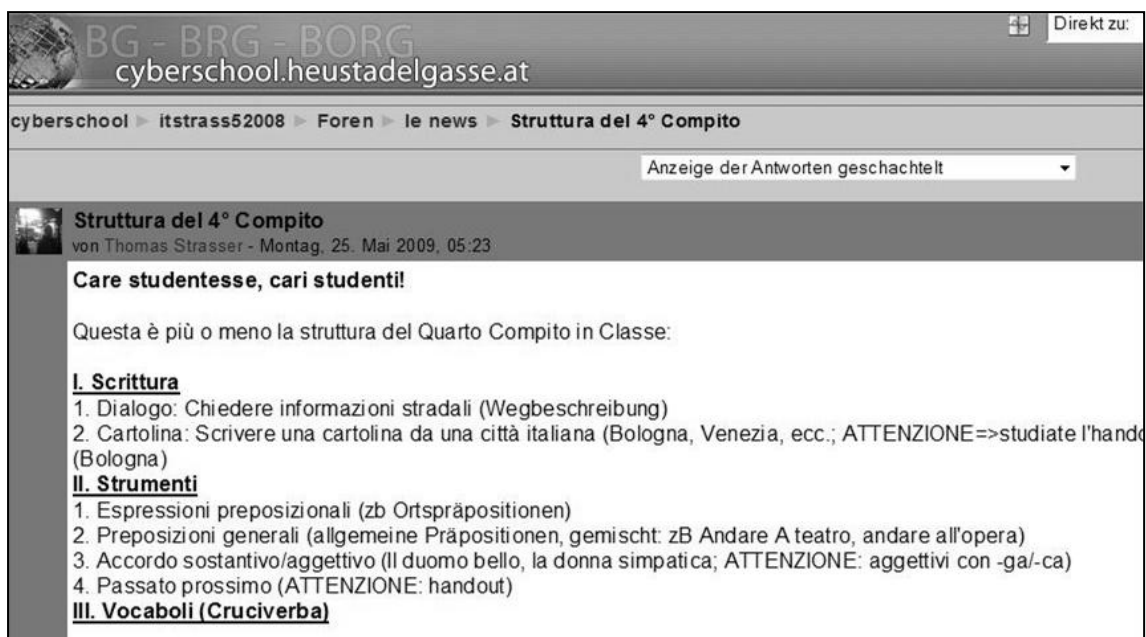 BG - BRG - BORG
Direkt zu:
cyberschool.heustadelgasse.at
cyberschool ► itstrass52008 ► Foren ► le news ► Struttura del 4° Compito
Anzeige der Antworten geschachtelt
Struttura del 4° Compito
von Thomas Strasser - Montag, 25. Mai 2009, 05:23
Care studentesse, cari studenti!
Questa è più o meno la struttura del Quarto Compito in Classe:
I. Scrittura
1. Dialogo: Chiedere informazioni stradali (Wegbeschreibung)
2. Cartolina: Scrivere una cartolina da una città italiana (Bologna, Venezia, ecc.; ATTENZIONE=>studiate l'hando
(Bologna)
II. Strumenti
1. Espressioni preposizionali (zb Ortspräpositionen)
2. Preposizioni generali (allgemeine Präpositionen, gemischt: zB Andare A teatro, andare all'opera)
3. Accordo sostantivo/aggettivo (Il duomo bello, la donna simpatica; ATTENZIONE: aggettivi con -ga/-ca)
4. Passato prossimo (ATTENZIONE: handout)
III. Vocaboli (Cruciverba)